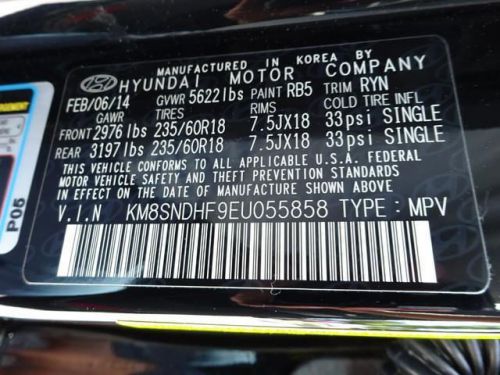 MANUFACTURED IN KOREA BY
HYUNDAI MOTOR COMPANY
FEB/06/14 GVWR 5622lbs PAINT RB5 TRIM RYN
GAWR TIRES RIMS COLD TIRE INFL
FRONT 2976lbs 235/60R18 7.5JX18 33psi SINGLE
REAR 3197lbs 235/60R18 7.5JX18 33psi SINGLE
THIS VEHICLE CONFORMS TO ALL APPLICABLE U.S.A. FEDERAL
MOTOR VEHICLE SAFETY THEFT PREVENTION STANDARDS
IN EFFECT ON THE DATE OF MANUFACTURE SHOWN ABOVE.
V.I.N KM8SNDHF9EU055858 TYPE : MPV
P05